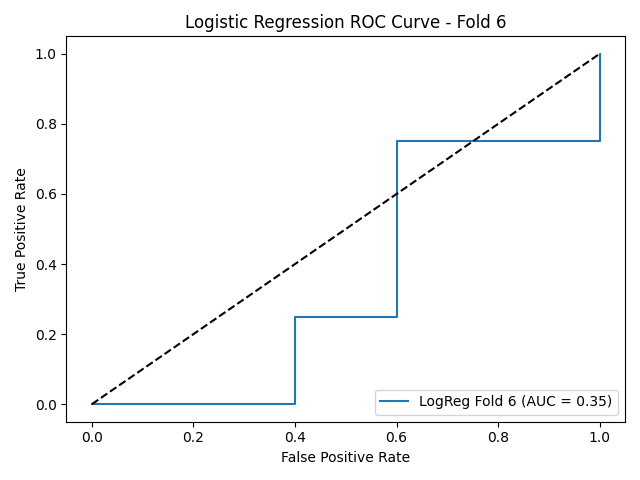 Logistic Regression ROC Curve - Fold 6
True Positive Rate
1.0
0.8
0.6
0.4
0.2
0.0
LogReg Fold 6 (AUC = 0.35)
0.0 0.2 0.4 0.6 0.8 1.0
False Positive Rate